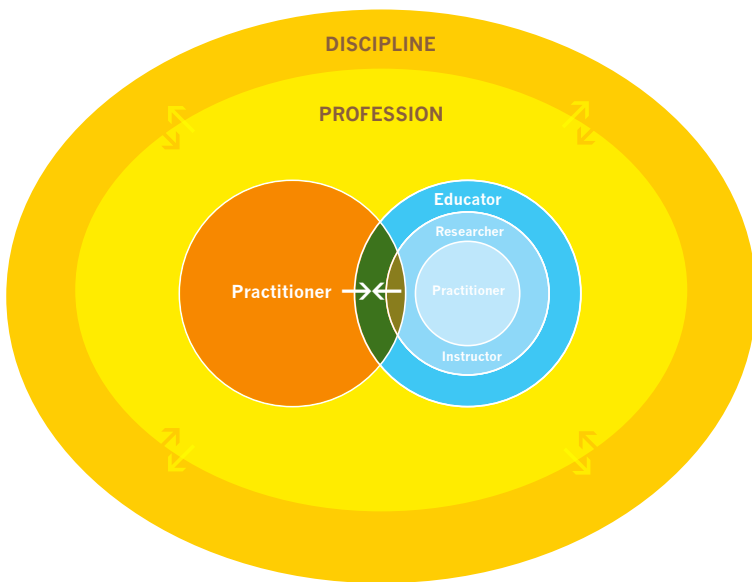 DISCIPLINE
PROFESSION
Educator
Researcher
Practitioner
Practitioner
Instructor